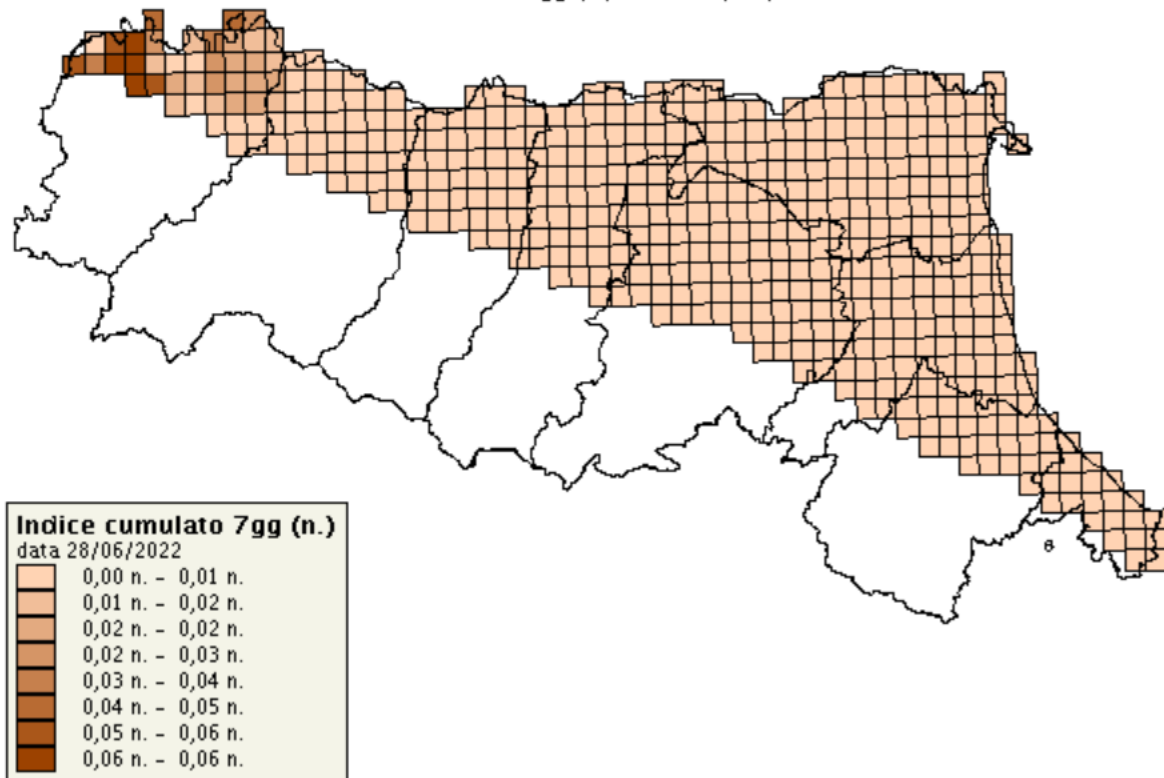 Indice cumulato 7gg (n.)
data 28/06/2022
0,00 n. - 0,01 n.
0,01 n. - 0,02 n.
0,02 n. - 0,02 n.
0,02 n. - 0,03 n.
0,03 n. - 0,04 n.
0,04 n. - 0,05 n.
0,05 n. - 0,06 n.
0,06 n. - 0,06 n.